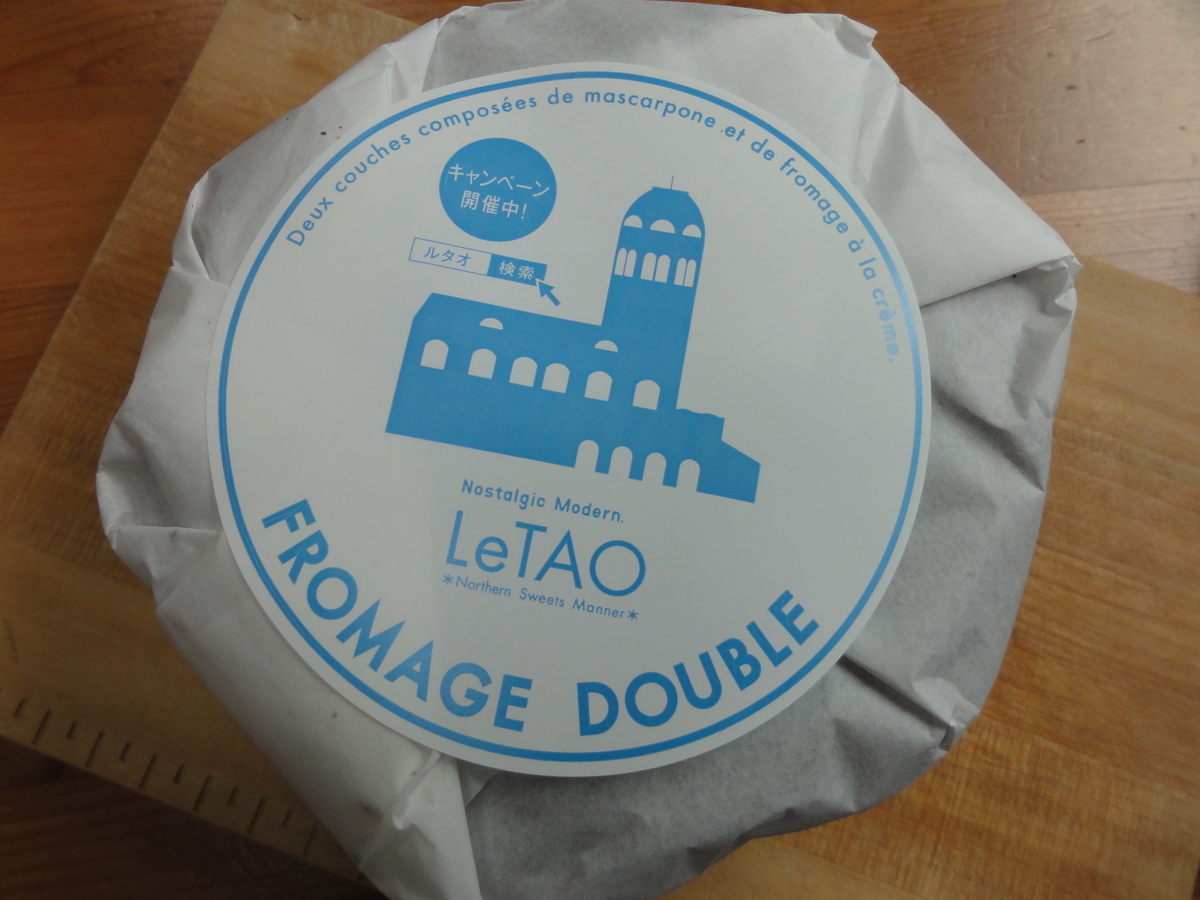 Deux couches composées de mascarpone et de fromage à la crème.
キャンペーン
開催中!
ルタオ 検索
Nostalgic Modern.
LeTAO
*Northern Sweets Manner*
FROMAGE DOUBLE